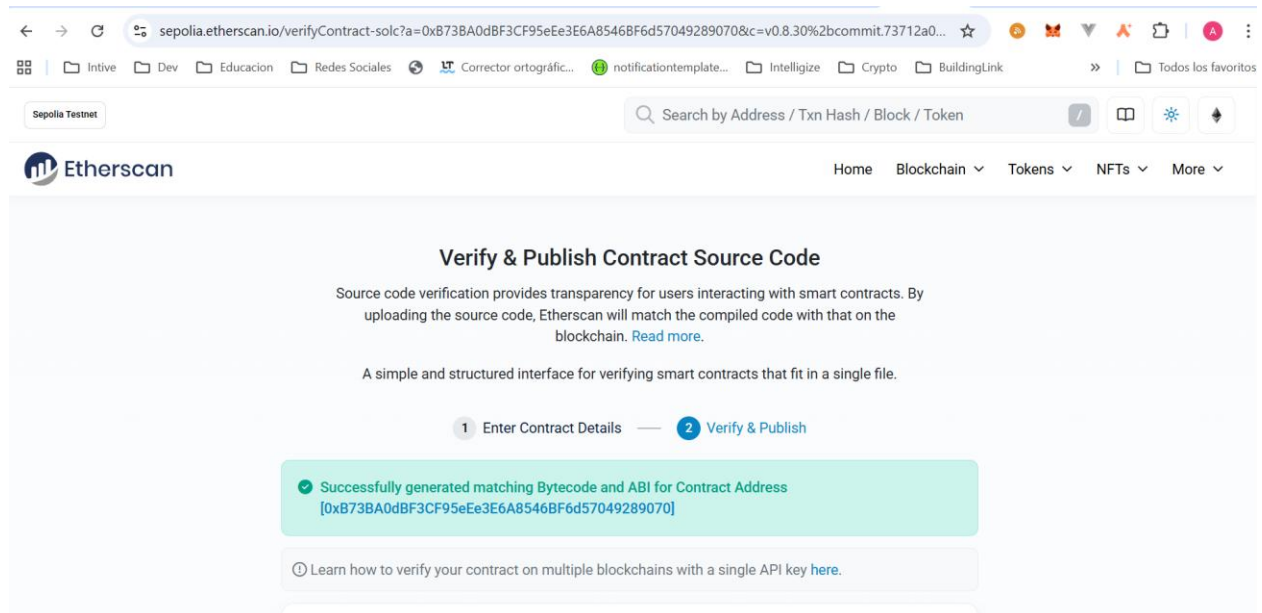 sepolia.etherscan.io/verifyContract-solc?a=0xB73BA0dBF3CF95eEe3E6A8546BF6d57049289070&c=v0.8.30%2bcommit.73712a0...
A
Intive Dev Educacion Redes Sociales Corrector ortográfic... notificationtemplate... Intelligize Crypto BuildingLink » Todos los favoritos
Sepolia Testnet
Search by Address / Txn Hash / Block / Token /
Etherscan
Home Blockchain Tokens NFTs More
Verify & Publish Contract Source Code
Source code verification provides transparency for users interacting with smart contracts. By
uploading the source code, Etherscan will match the compiled code with that on the
blockchain. Read more.
A simple and structured interface for verifying smart contracts that fit in a single file.
1 Enter Contract Details 2 Verify & Publish
Successfully generated matching Bytecode and ABI for Contract Address
[0xB73BA0dBF3CF95eEe3E6A8546BF6d57049289070]
Learn how to verify your contract on multiple blockchains with a single API key here.